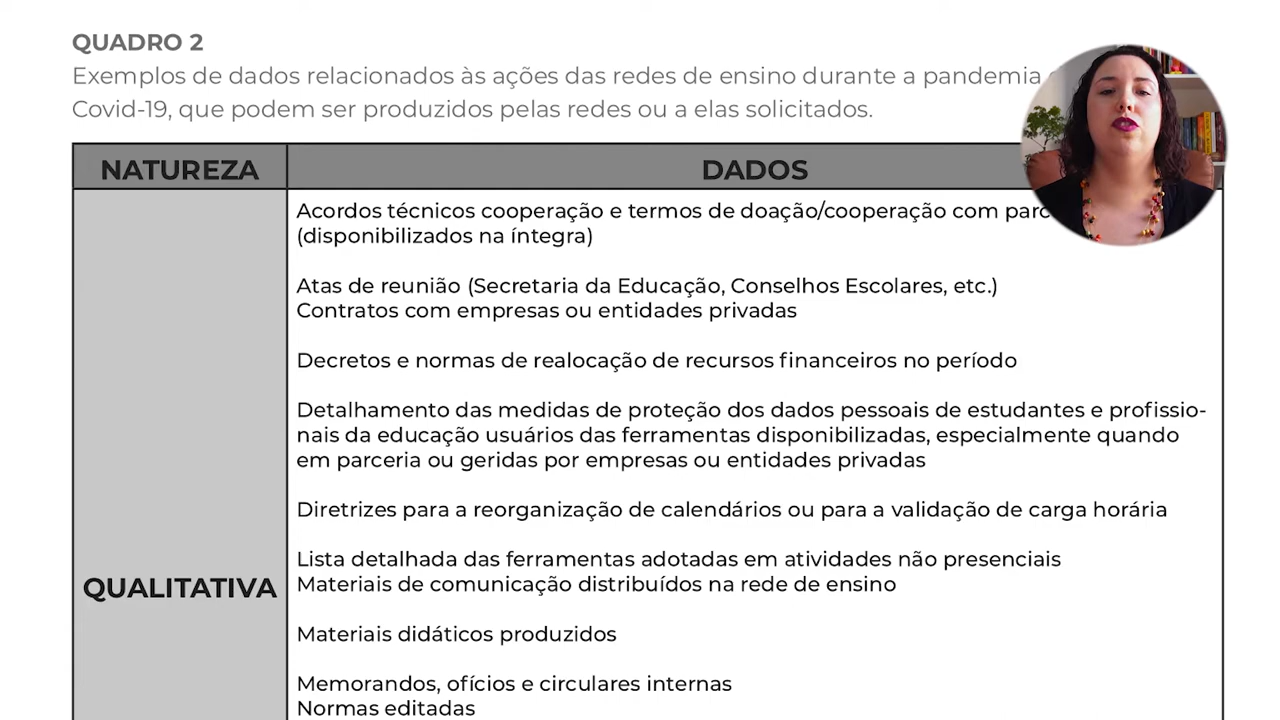 QUADRO 2
Exemplos de dados relacionados às ações das redes de ensino durante a pandemia
Covid-19, que podem ser produzidos pelas redes ou a elas solicitados.
NATUREZA
DADOS
Acordos técnicos cooperação e termos de doação/cooperação com
(disponibilizados na íntegra)
Atas de reunião (Secretaria da Educação, Conselhos Escolares, etc.)
Contratos com empresas ou entidades privadas
Decretos e normas de realocação de recursos financeiros no período
Detalhamento das medidas de proteção dos dados pessoais de estudantes e profissio-
nais da educação usuários das ferramentas disponibilizadas, especialmente quando
em parceria ou geridas por empresas ou entidades privadas
Diretrizes para a reorganização de calendários ou para a validação de carga horária
Lista detalhada das ferramentas adotadas em atividades não presenciais
QUALITATIVA
Materiais de comunicação distribuídos na rede de ensino
Materiais didáticos produzidos
Memorandos, ofícios e circulares internas
Normas editadas